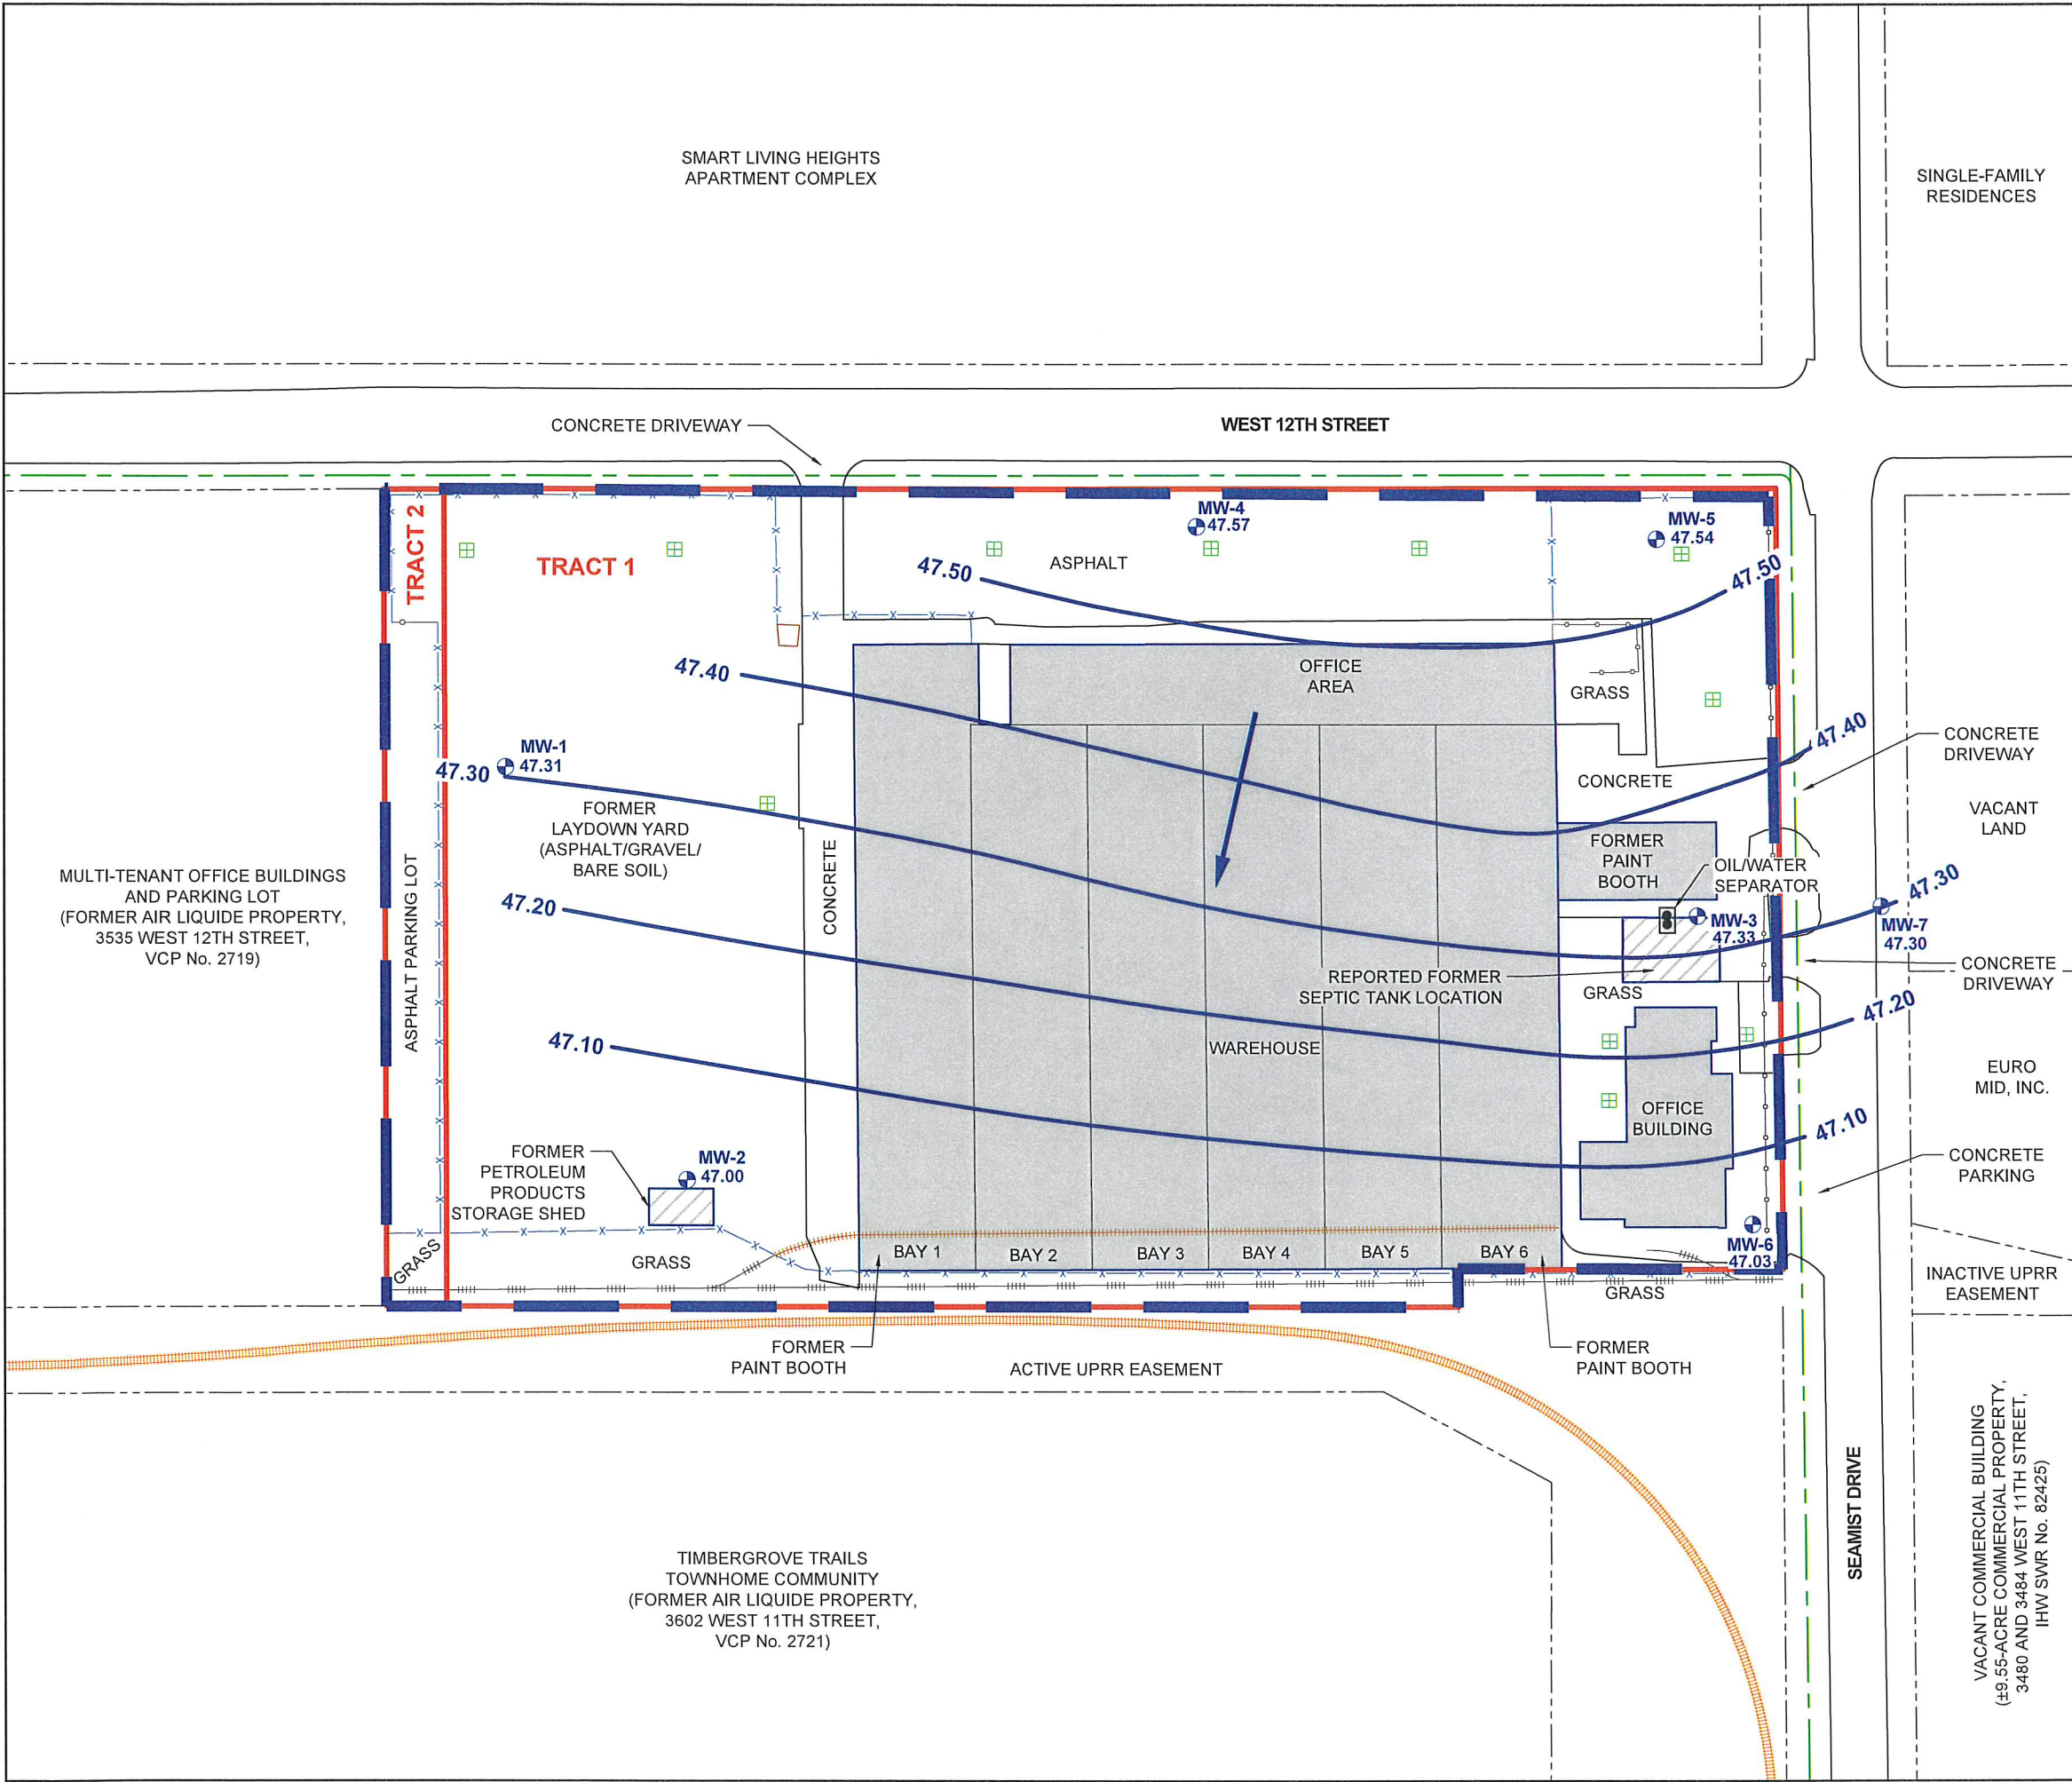 SMART LIVING HEIGHTS
APARTMENT COMPLEX
SINGLE-FAMILY
RESIDENCES
CONCRETE DRIVEWAY
WEST 12TH STREET
TRACT 2
TRACT 1
MW-4
47.57
MW-5
47.54
47.50
ASPHALT
47.50
47.40
OFFICE
AREA
GRASS
47.40
CONCRETE
DRIVEWAY
MW-1
47.31
47.30
CONCRETE
FORMER
LAYDOWN YARD
(ASPHALT/GRAVEL/
BARE SOIL)
VACANT
LAND
CONCRETE
FORMER
PAINT
BOOTH
OIL/WATER
SEPARATOR
MULTI-TENANT OFFICE BUILDINGS
AND PARKING LOT
(FORMER AIR LIQUIDE PROPERTY,
3535 WEST 12TH STREET,
VCP No. 2719)
ASPHALT PARKING LOT
47.20
47.30
MW-3
47.33
MW-7
47.30
REPORTED FORMER
SEPTIC TANK LOCATION
GRASS
CONCRETE
DRIVEWAY
47.20
47.10
WAREHOUSE
EURO
MID, INC.
OFFICE
BUILDING
47.10
FORMER
PETROLEUM
PRODUCTS
STORAGE SHED
MW-2
47.00
CONCRETE
PARKING
GRASS
GRASS
BAY 1
BAY 2
BAY 3
BAY 4
BAY 5
BAY 6
MW-6
47.03
GRASS
INACTIVE UPRR
EASEMENT
FORMER
PAINT BOOTH
ACTIVE UPRR EASEMENT
FORMER
PAINT BOOTH
TIMBERGROVE TRAILS
TOWNHOME COMMUNITY
(FORMER AIR LIQUIDE PROPERTY,
3602 WEST 11TH STREET,
VCP No. 2721)
SEAMIST DRIVE
VACANT COMMERCIAL BUILDING
(±9.55-ACRE COMMERCIAL PROPERTY,
3480 AND 3484 WEST 11TH STREET,
IHW SWR No. 82425)